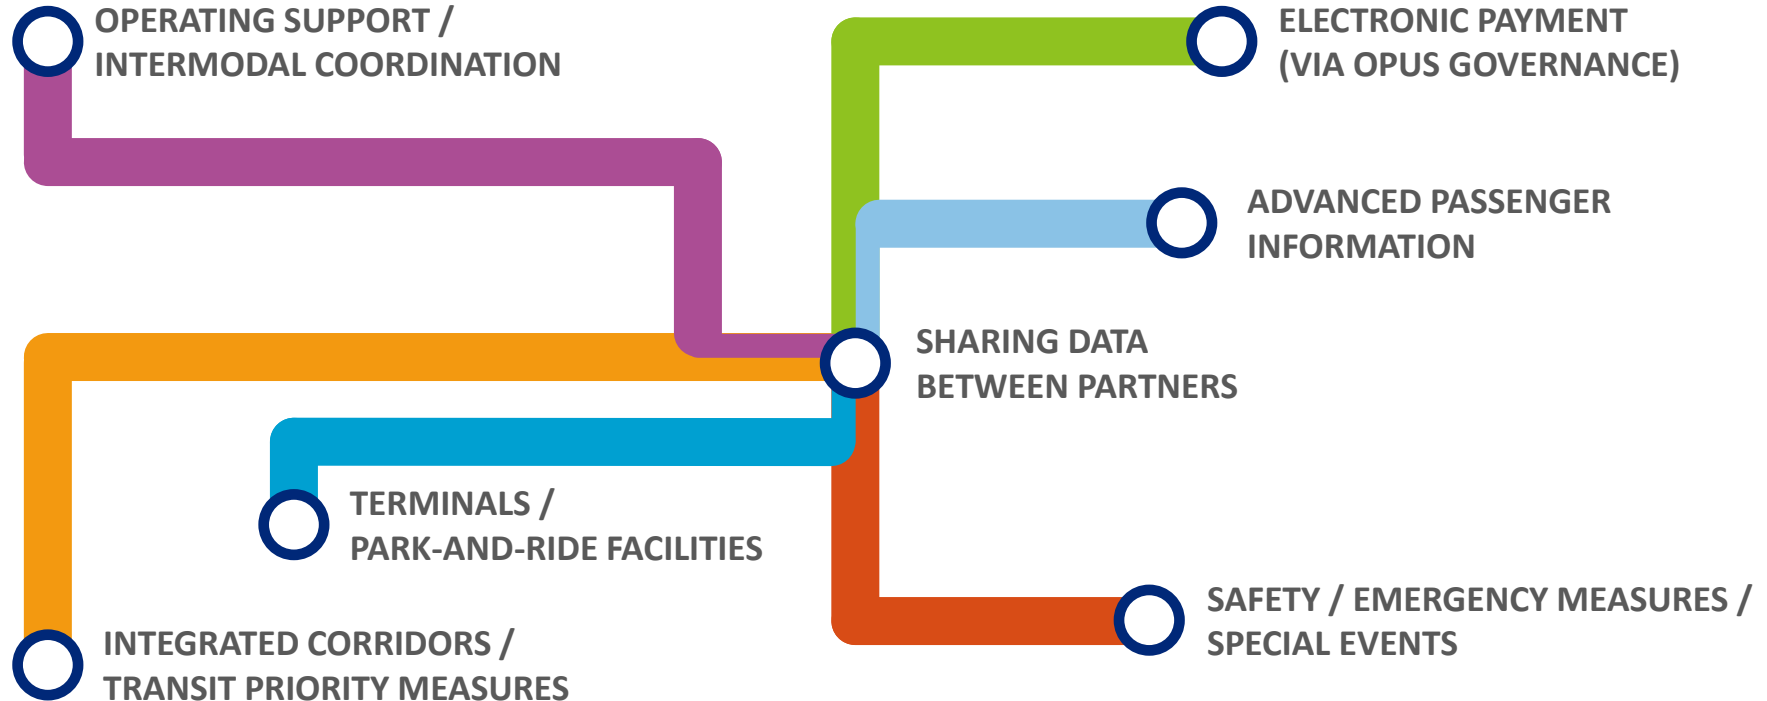 OPERATING SUPPORT /
INTERMODAL COORDINATION
ELECTRONIC PAYMENT
(VIA OPUS GOVERNANCE)
ADVANCED PASSENGER
INFORMATION
SHARING DATA
BETWEEN PARTNERS
TERMINALS /
PARK-AND-RIDE FACILITIES
SAFETY / EMERGENCY MEASURES /
SPECIAL EVENTS
INTEGRATED CORRIDORS /
TRANSIT PRIORITY MEASURES